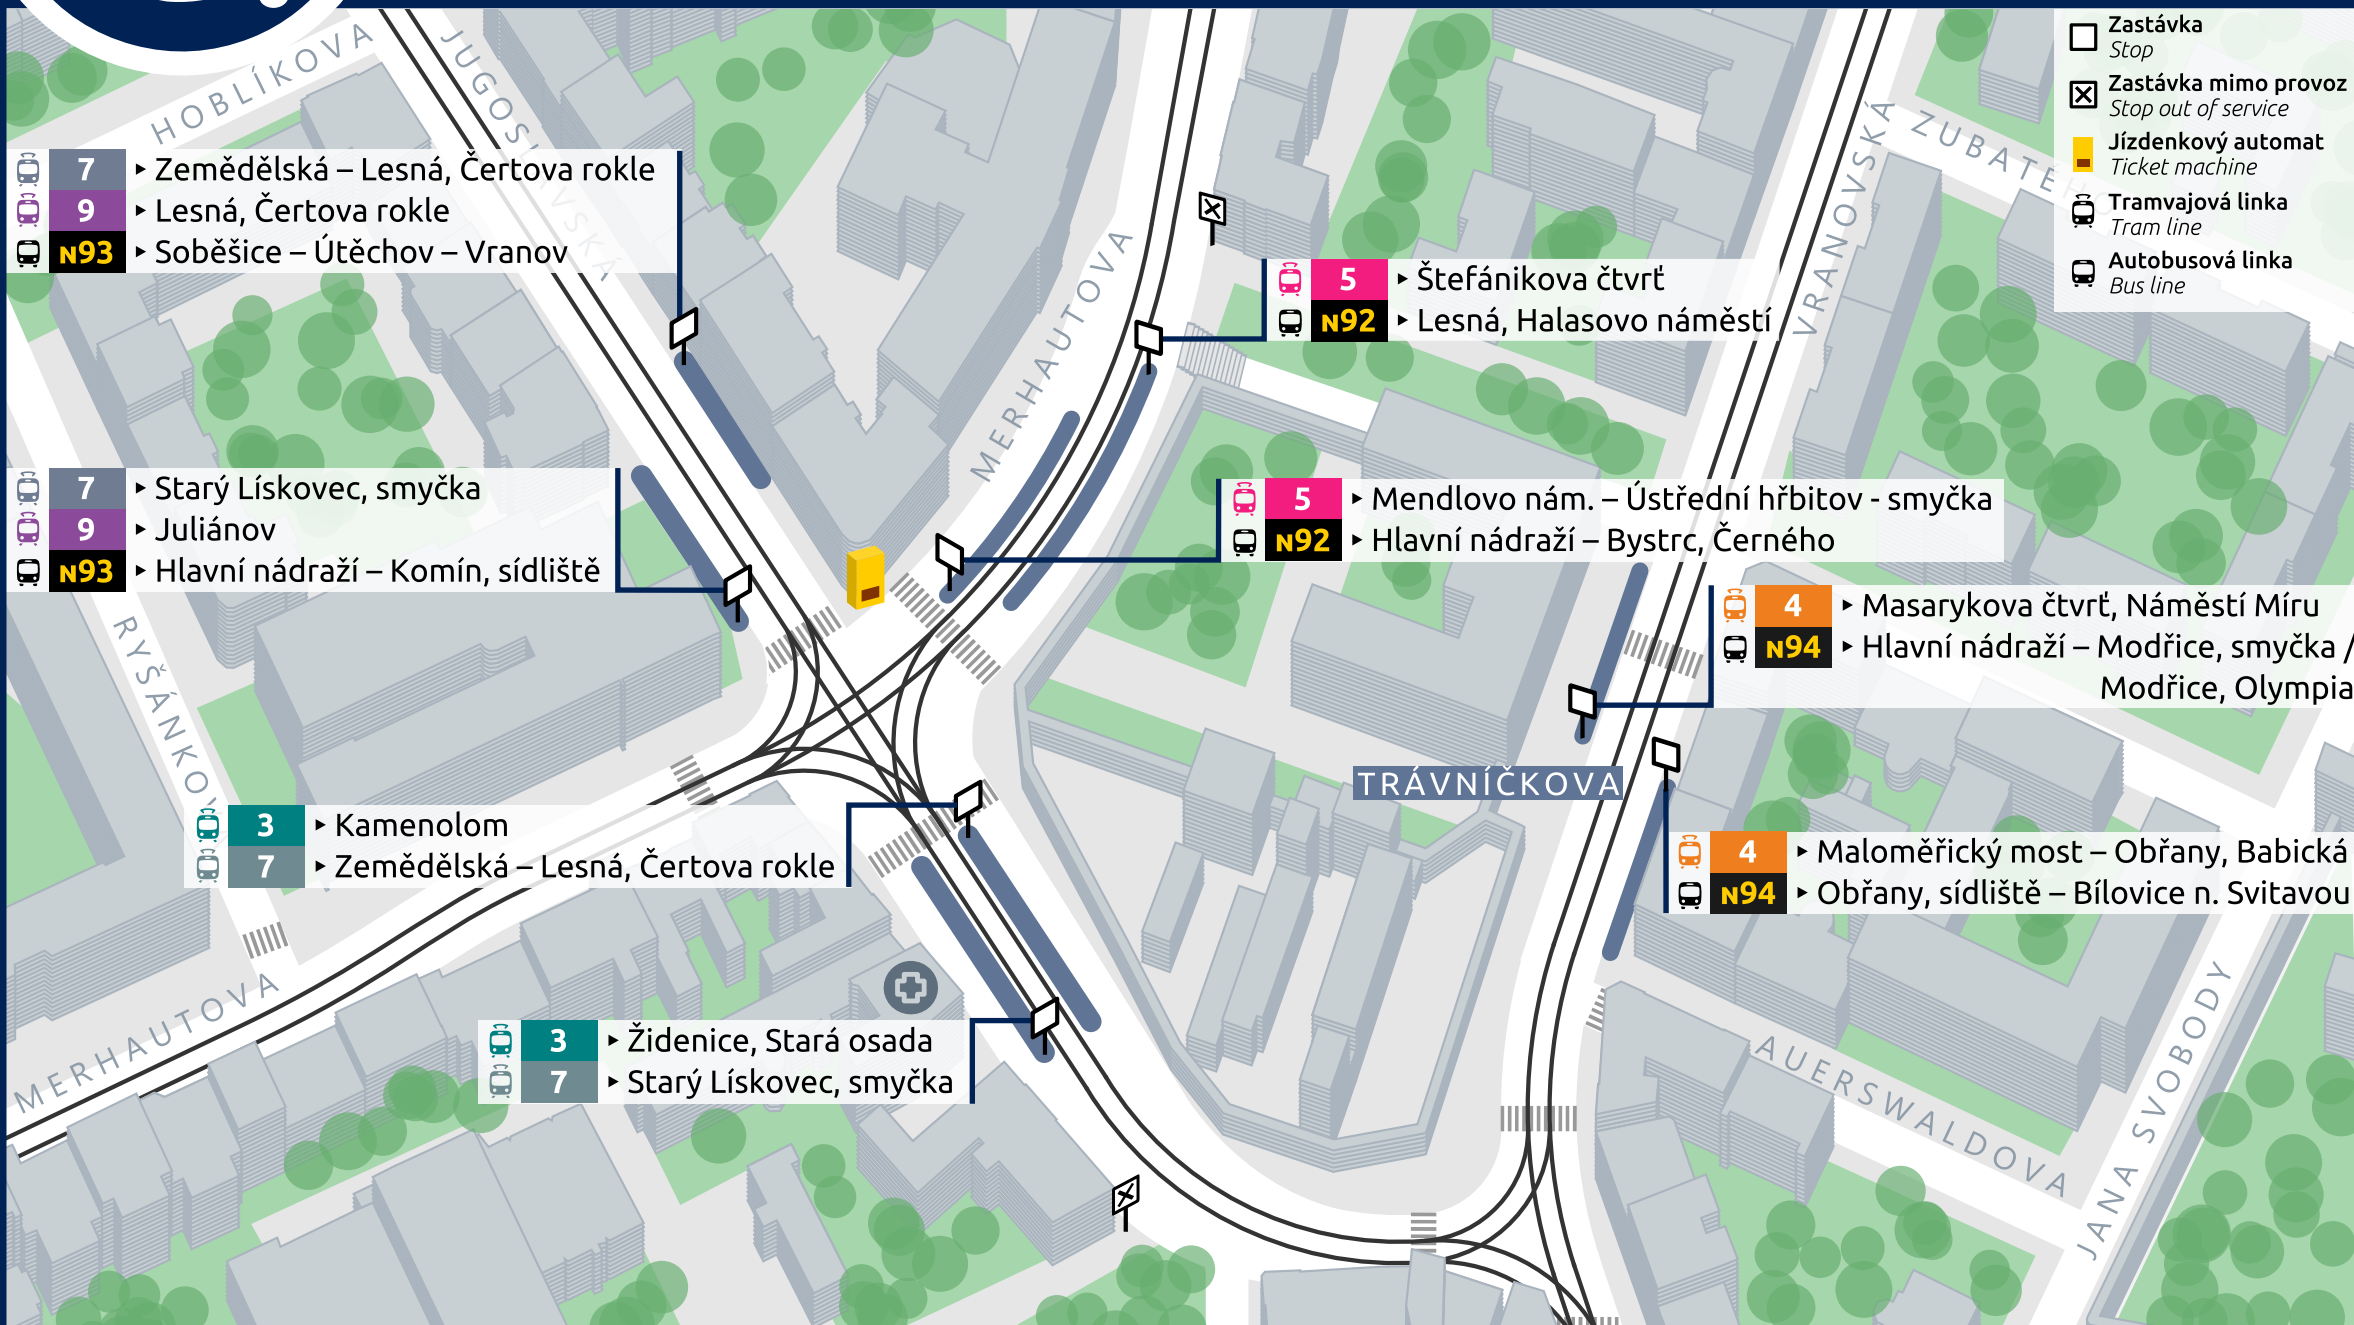 HOBLÍKOVA
JUGOSLAVSKÁ
7 ▸ Zemědělská – Lesná, Čertova rokle
9 ▸ Lesná, Čertova rokle
N93 ▸ Soběšice – Útěchov – Vranov
MERHAUTOVA
VRANOVSKÁ
Zastávka
Stop
Zastávka mimo provoz
Stop out of service
Jízdenkový automat
Ticket machine
Tramvajová linka
Tram line
Autobusová linka
Bus line
5 ▸ Štefánikova čtvrť
N92 ▸ Lesná, Halasovo náměstí
7 ▸ Starý Lískovec, smyčka
9 ▸ Juliánov
N93 ▸ Hlavní nádraží – Komín, sídliště
5 ▸ Mendlovo nám. – Ústřední hřbitov - smyčka
N92 ▸ Hlavní nádraží – Bystrc, Černého
4 ▸ Masarykova čtvrť, Náměstí Míru
N94 ▸ Hlavní nádraží – Modřice, smyčka /
Modřice, Olympia
TRÁVNÍČKOVA
3 ▸ Kamenolom
7 ▸ Zemědělská – Lesná, Čertova rokle
4 ▸ Maloměřický most – Obřany, Babická
N94 ▸ Obřany, sídliště – Bílovice n. Svitavou
MERHAUTOVA
3 ▸ Židenice, Stará osada
7 ▸ Starý Lískovec, smyčka
AUERSWALDOVA
JANA SVOBODY